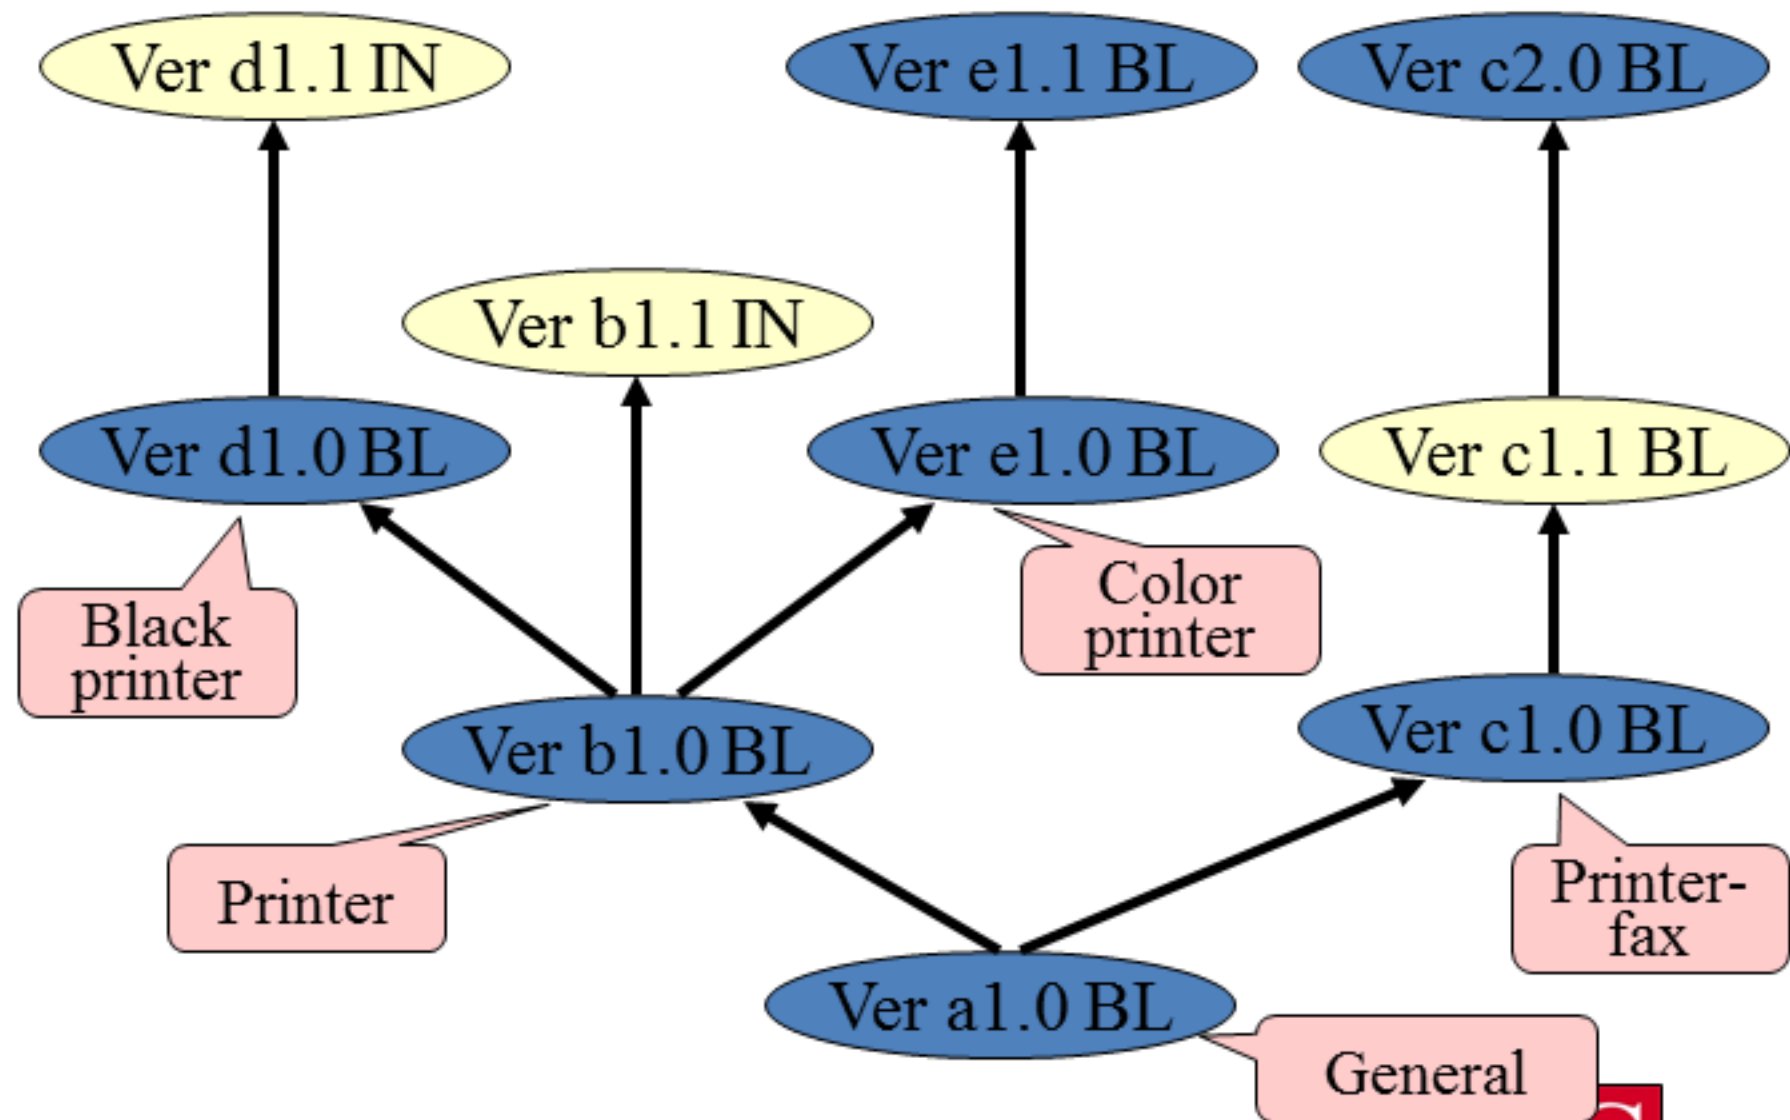 Ver d1.1 IN
Ver e1.1 BL
Ver c2.0 BL
Ver b1.1 IN
Ver d1.0 BL
Ver e1.0 BL
Ver c1.1 BL
Black
printer
Color
printer
Ver b1.0 BL
Ver c1.0 BL
Printer
Printer-
fax
Ver a1.0 BL
General